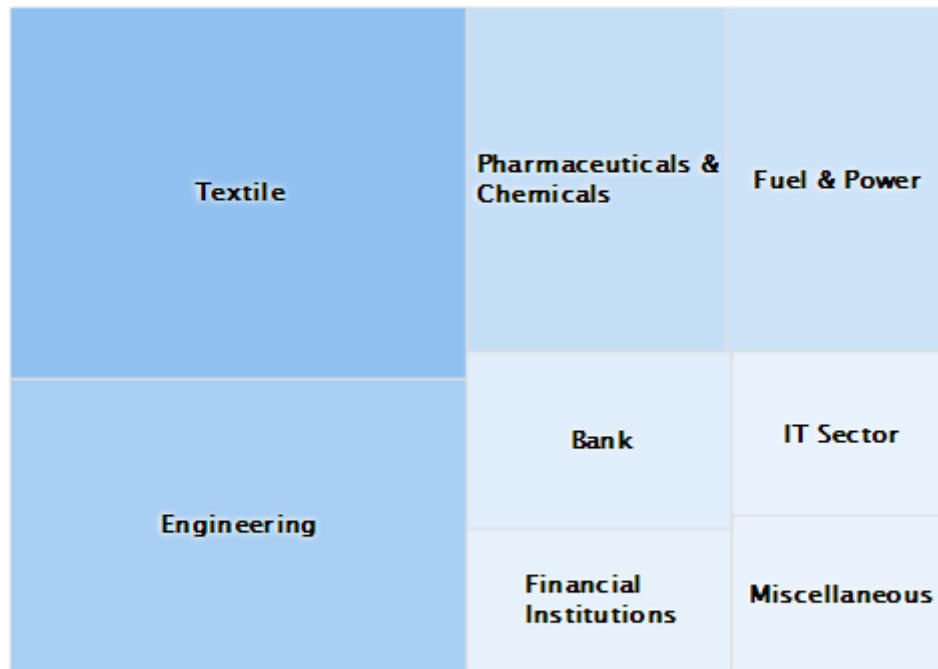 Textile
Pharmaceuticals &
Chemicals
Fuel & Power
Engineering
Bank
IT Sector
Financial
Institutions
Miscellaneous